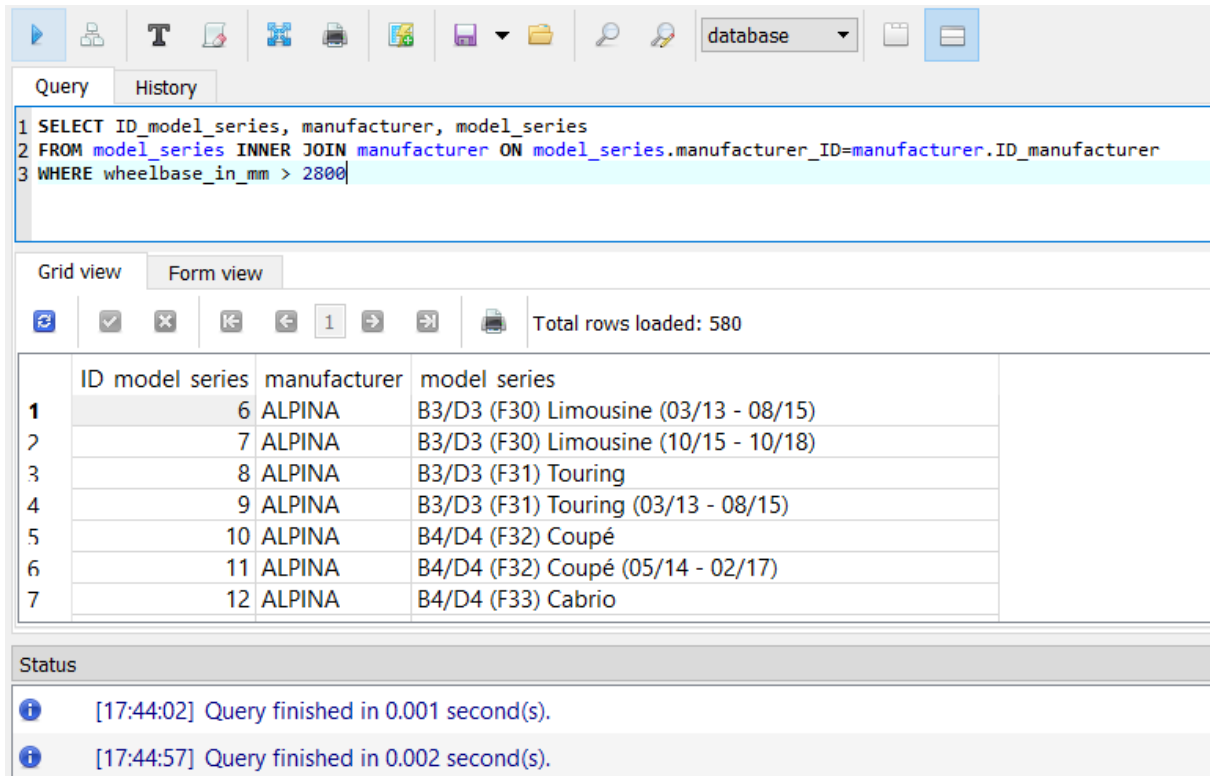 database
Query History
1 SELECT ID_model_series, manufacturer, model_series
2 FROM model_series INNER JOIN manufacturer ON model_series.manufacturer_ID=manufacturer.ID_manufacturer
3 WHERE wheelbase_in_mm > 2800
Grid view Form view
1 Total rows loaded: 580
ID model series manufacturer model series
1 6 ALPINA B3/D3 (F30) Limousine (03/13 - 08/15)
2 7 ALPINA B3/D3 (F30) Limousine (10/15 - 10/18)
3 8 ALPINA B3/D3 (F31) Touring
4 9 ALPINA B3/D3 (F31) Touring (03/13 - 08/15)
5 10 ALPINA B4/D4 (F32) Coupé
6 11 ALPINA B4/D4 (F32) Coupé (05/14 - 02/17)
7 12 ALPINA B4/D4 (F33) Cabrio
Status
[17:44:02] Query finished in 0.001 second(s).
[17:44:57] Query finished in 0.002 second(s).